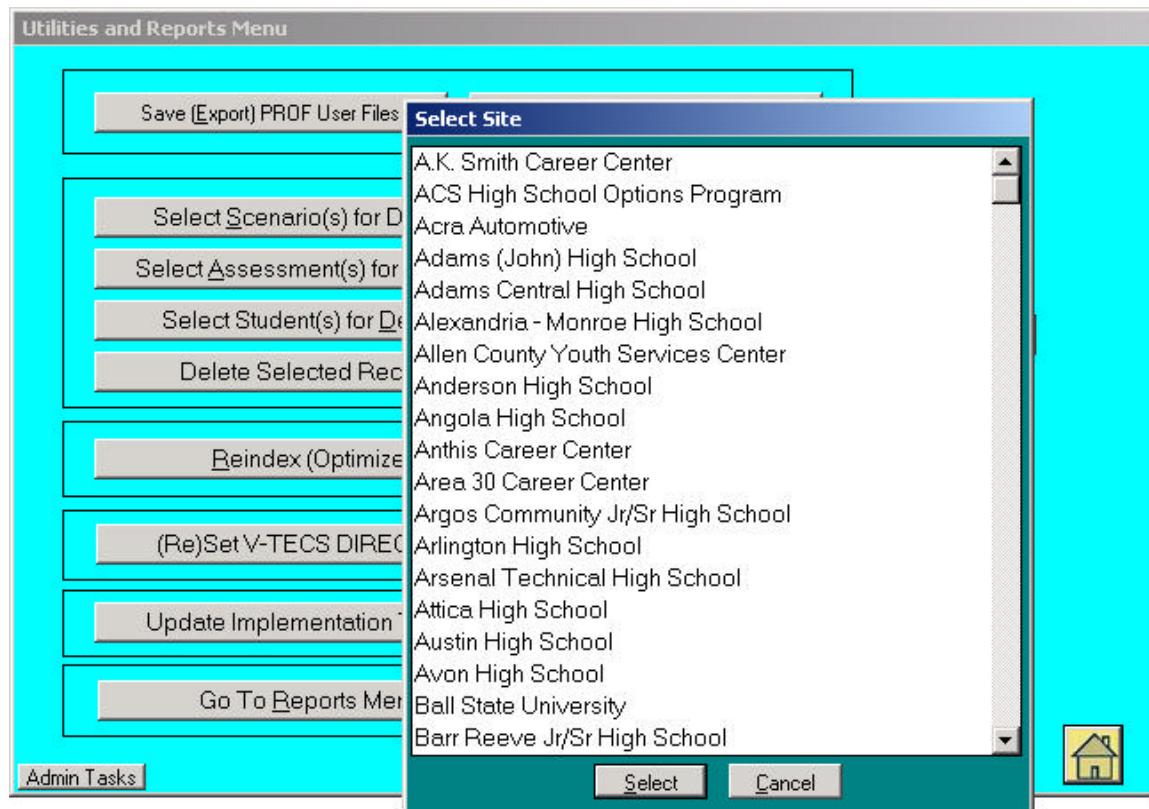 Utilities and Reports Menu
Save (Export) PROF User Files
Select Scenario(s) for D
Select Assessment(s) for
Select Student(s) for De
Delete Selected Rec
Reindex (Optimize
(Re)Set V-TECS DIREC
Update Implementation T
Go To Reports Men
Admin Tasks
Select Site
A.K. Smith Career Center
ACS High School Options Program
Acra Automotive
Adams (John) High School
Adams Central High School
Alexandria - Monroe High School
Allen County Youth Services Center
Anderson High School
Angola High School
Anthis Career Center
Area 30 Career Center
Argos Community Jr/Sr High School
Arlington High School
Arsenal Technical High School
Attica High School
Austin High School
Avon High School
Ball State University
Barr Reeve Jr/Sr High School
Select
Cancel